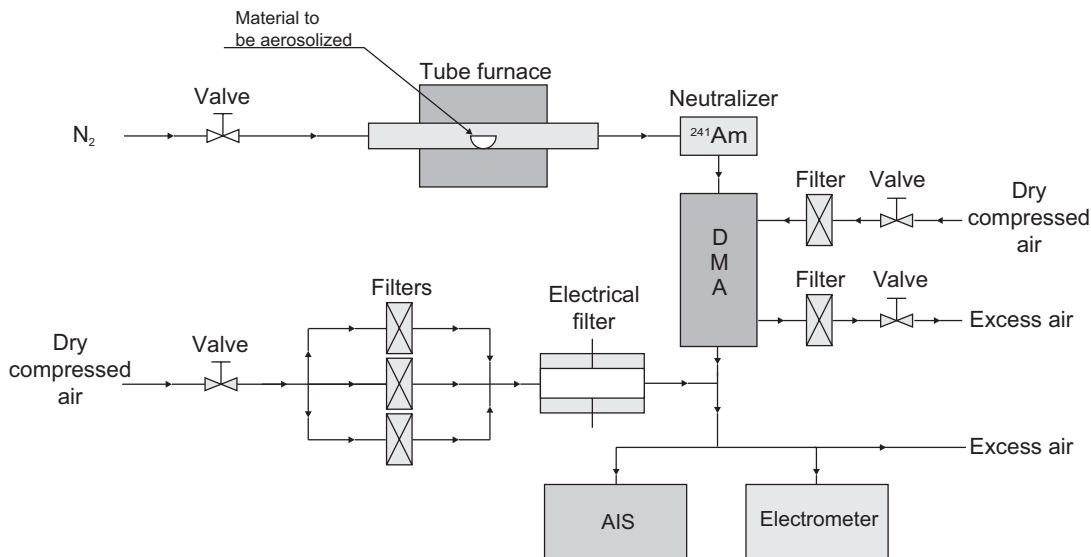 Material to
be aerosolized
Tube furnace
Valve
N₂
Neutralizer
²⁴¹Am
Filter
Valve
Dry
compressed
air
D
M
A
Filter
Valve
Excess air
Filters
Electrical
filter
Dry
compressed
air
Valve
Excess air
AIS
Electrometer